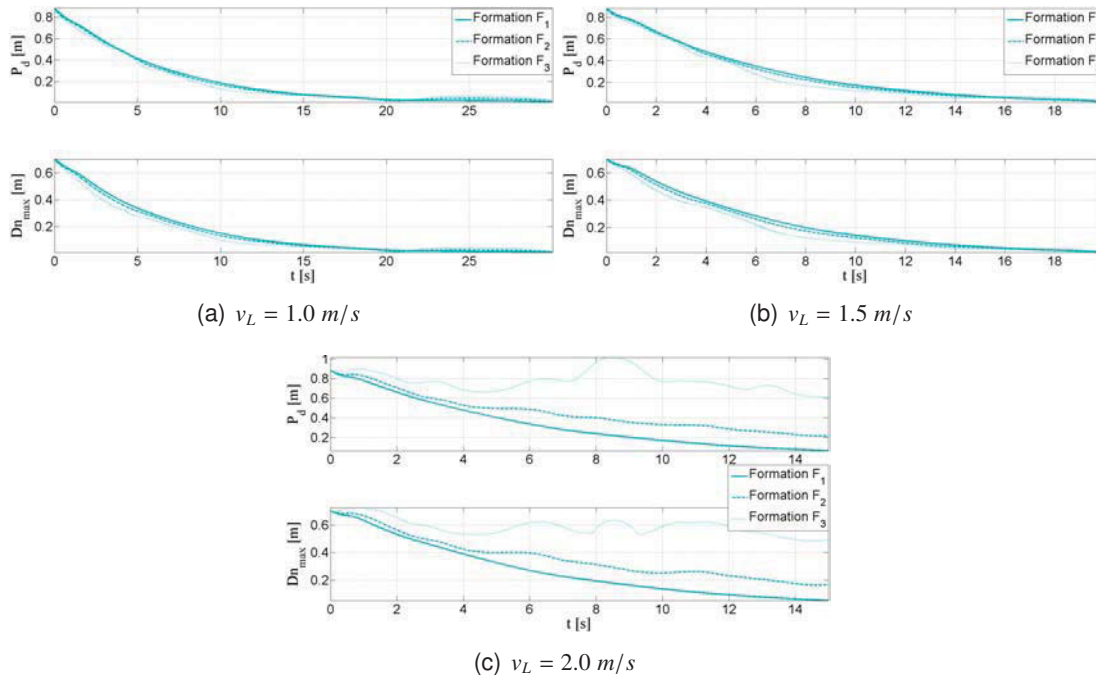 0.8
0.6
0.4
0.2
P_d [m]
Formation F_1
Formation F_2
Formation F_3
0 5 10 15 20 25
0.6
0.4
0.2
Dn_max [m]
0 5 10 15 20 25
t [s]
(a) v_L = 1.0 m/s
0.8
0.6
0.4
0.2
P_d [m]
Formation F
Formation F
Formation F
0 2 4 6 8 10 12 14 16 18
0.6
0.4
0.2
Dn_max [m]
0 2 4 6 8 10 12 14 16 18
t [s]
(b) v_L = 1.5 m/s
1
0.8
0.6
0.4
0.2
P_d [m]
0 2 4 6 8 10 12 14
Formation F_1
Formation F_2
Formation F_3
0.6
0.4
0.2
Dn_max [m]
0 2 4 6 8 10 12 14
t [s]
(c) v_L = 2.0 m/s